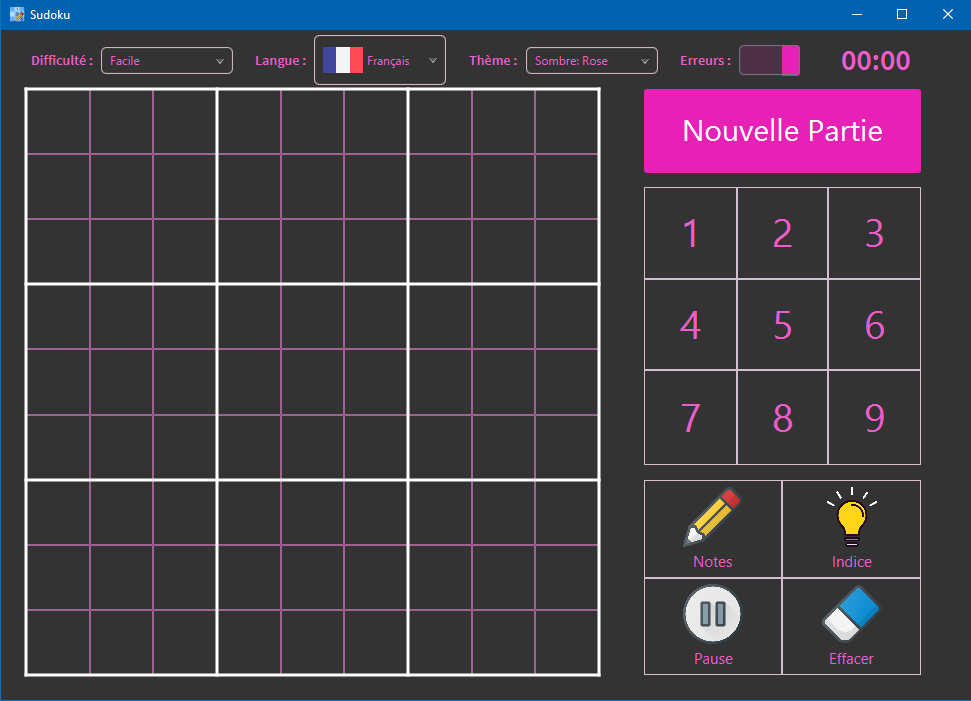 Sudoku
Difficulté : Facile Langue : Français Thème : Sombre: Rose Erreurs : 00:00
Nouvelle Partie
1 2 3
4 5 6
7 8 9
Notes Indice
Pause Effacer